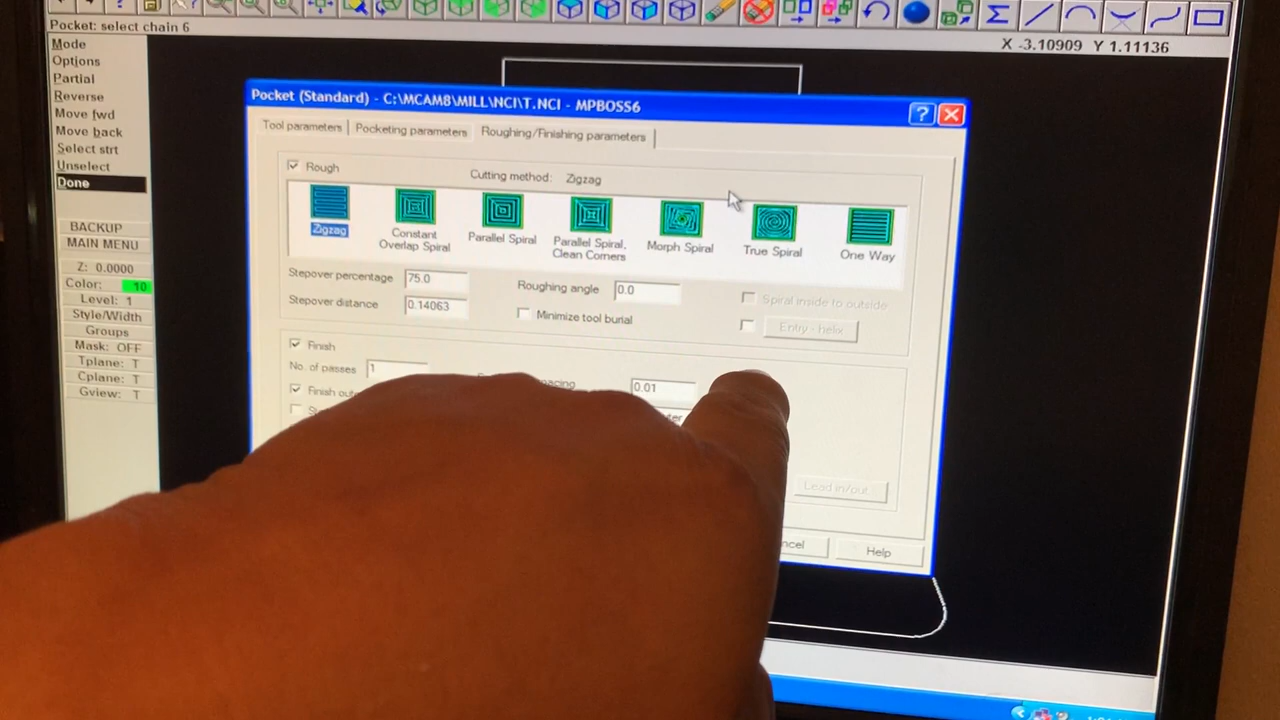 Pocket: select chain 6
X -3.10909 Y 1.11136
Mode
Options
Partial
Reverse
Move fwd
Move back
Select strt
Unselect
Done
BACKUP
MAIN MENU
Z: 0.0000
Color: 10
Level: 1
Style/Width
Groups
Mask: OFF
Tplane: T
Cplane: T
Gview: T
Pocket (Standard) - C:\MCAM8\MILL\NCI\T.NCI - MPBOSS6
Tool parameters
Pocketing parameters
Roughing/Finishing parameters
Rough
Cutting method: Zigzag
Zigzag
Constant
Overlap Spiral
Parallel Spiral
Parallel Spiral,
Clean Corners
Morph Spiral
True Spiral
One Way
Stepover percentage 75.0
Stepover distance 0.14063
Roughing angle 0.0
Minimize tool burial
Spiral inside to outside
Entry - helix
Finish
No. of passes 1
0.01
Finish
Lead in/out
Help